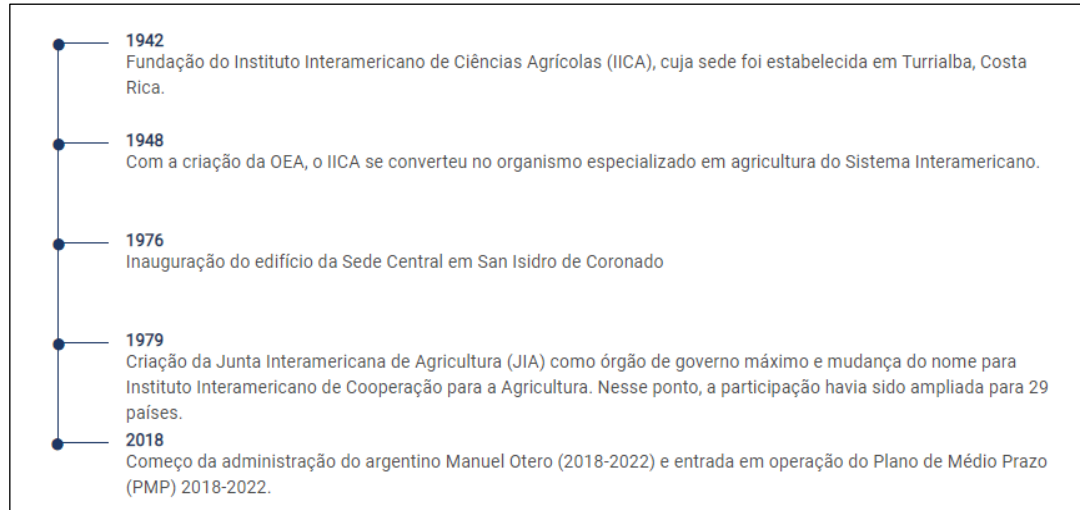 1942
Fundação do Instituto Interamericano de Ciências Agrícolas (IICA), cuja sede foi estabelecida em Turrialba, Costa
Rica.
1948
Com a criação da OEA, o IICA se converteu no organismo especializado em agricultura do Sistema Interamericano.
1976
Inauguração do edifício da Sede Central em San Isidro de Coronado
1979
Criação da Junta Interamericana de Agricultura (JIA) como órgão de governo máximo e mudança do nome para
Instituto Interamericano de Cooperação para a Agricultura. Nesse ponto, a participação havia sido ampliada para 29
países.
2018
Começo da administração do argentino Manuel Otero (2018-2022) e entrada em operação do Plano de Médio Prazo
(PMP) 2018-2022.